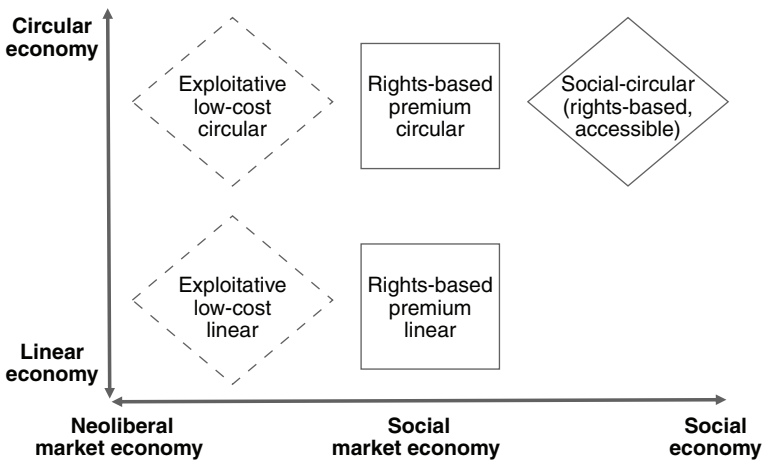 Circular
economy
Exploitative
low-cost
circular
Rights-based
premium
circular
Social-circular
(rights-based,
accessible)
Exploitative
low-cost
linear
Rights-based
premium
linear
Linear
economy
Neoliberal
market economy
Social
market economy
Social
economy